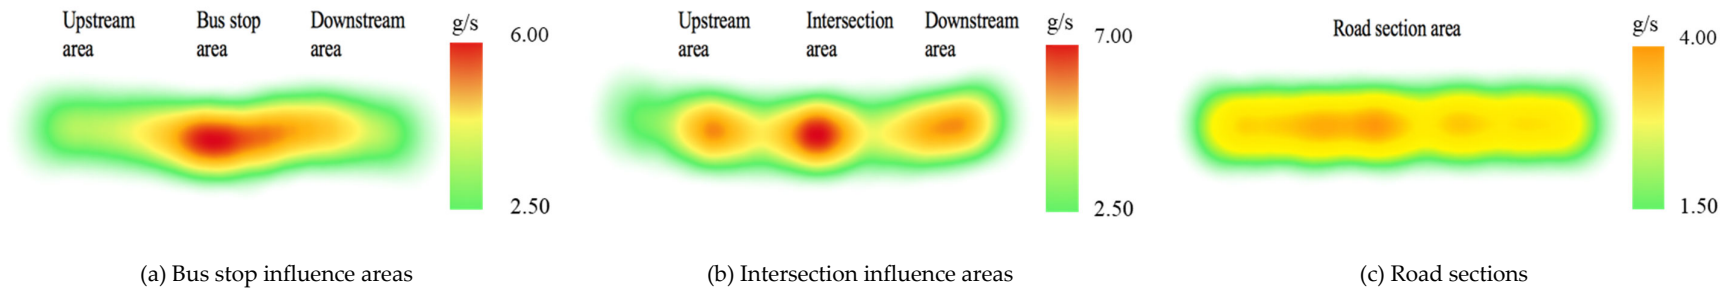 Upstream area
Bus stop area
Downstream area
g/s
6.00
2.50
(a) Bus stop influence areas
Upstream area
Intersection area
Downstream area
g/s
7.00
2.50
(b) Intersection influence areas
Road section area
g/s
4.00
1.50
(c) Road sections